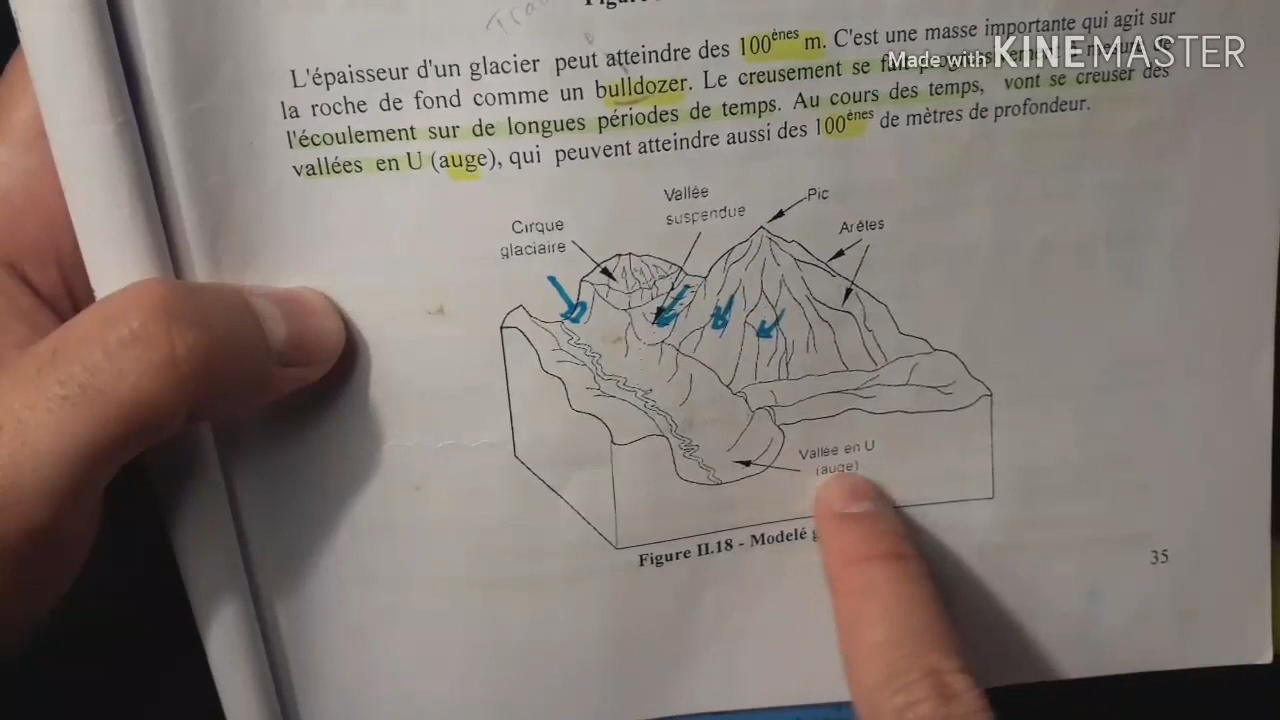 Figure
L'épaisseur d'un glacier peut atteindre des 100ènes m. C'est une masse importante qui agit sur
la roche de fond comme un bulldozer. Le creusement se fait
l'écoulement sur de longues périodes de temps. Au cours des temps, vont se creuser des
vallées en U (auge), qui peuvent atteindre aussi des 100ènes de mètres de profondeur.
Made with KINEMASTER
Vallée
suspendue
Pic
Cirque
glaciaire
Arêtes
Vallée en U
(auge)
Figure II.18 - Modelé
35